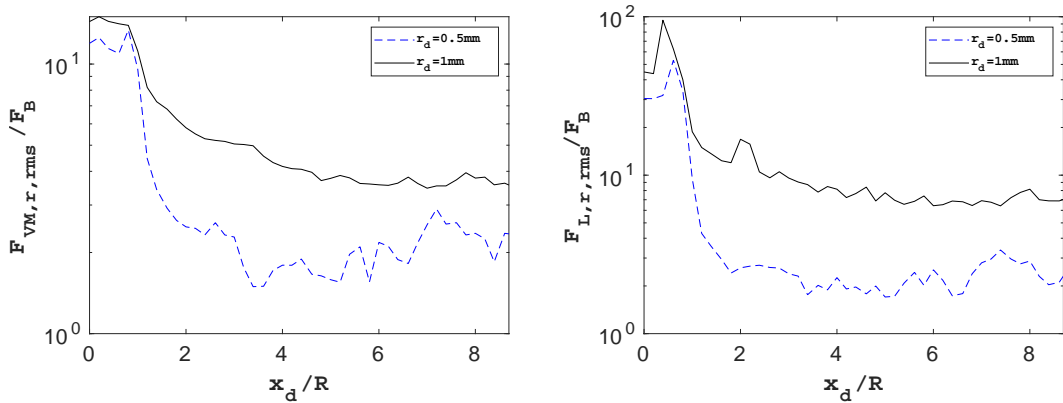 F_VM,r,rms/F_B
10^1
10^0
0 2 4 6 8
x_d/R
r_d=0.5mm
r_d=1mm
F_L,r,rms/F_B
10^2
10^1
10^0
0 2 4 6 8
x_d/R
r_d=0.5mm
r_d=1mm